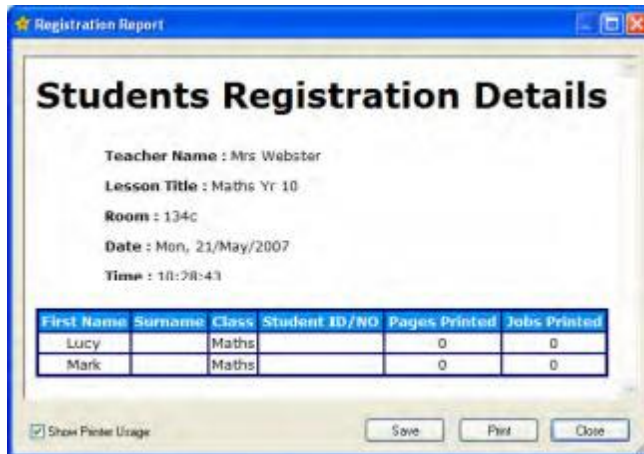 Registration Report
Students Registration Details
Teacher Name : Mrs Webster
Lesson Title : Maths Yr 10
Room : 134c
Date : Mon, 21/May/2007
Time : 10:28:43
First Name Surname Class Student ID/NO Pages Printed Jobs Printed
Lucy Maths 0 0
Mark Maths 0 0
Show Printer Usage Save Print Close